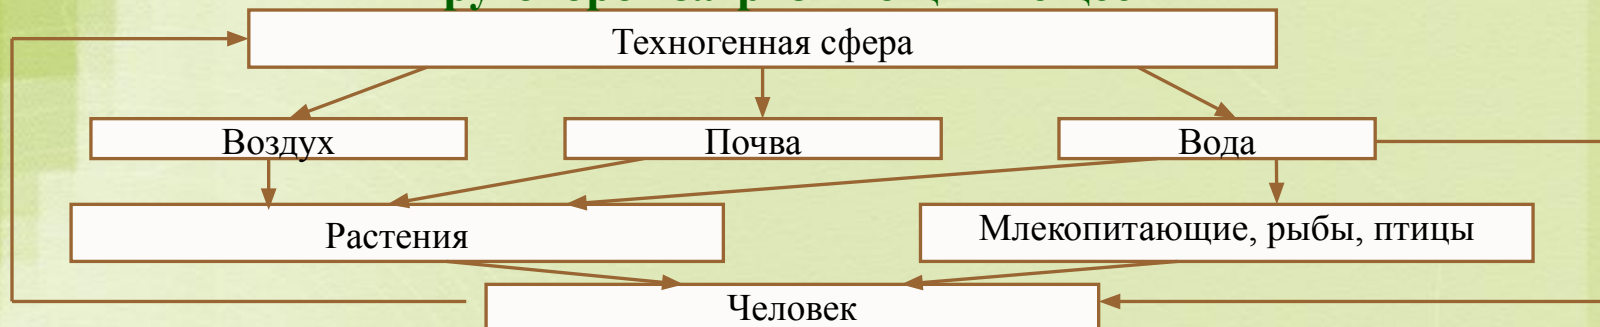 Техногенная сфера
Воздух
Почва
Вода
Растения
Млекопитающие, рыбы, птицы
Человек